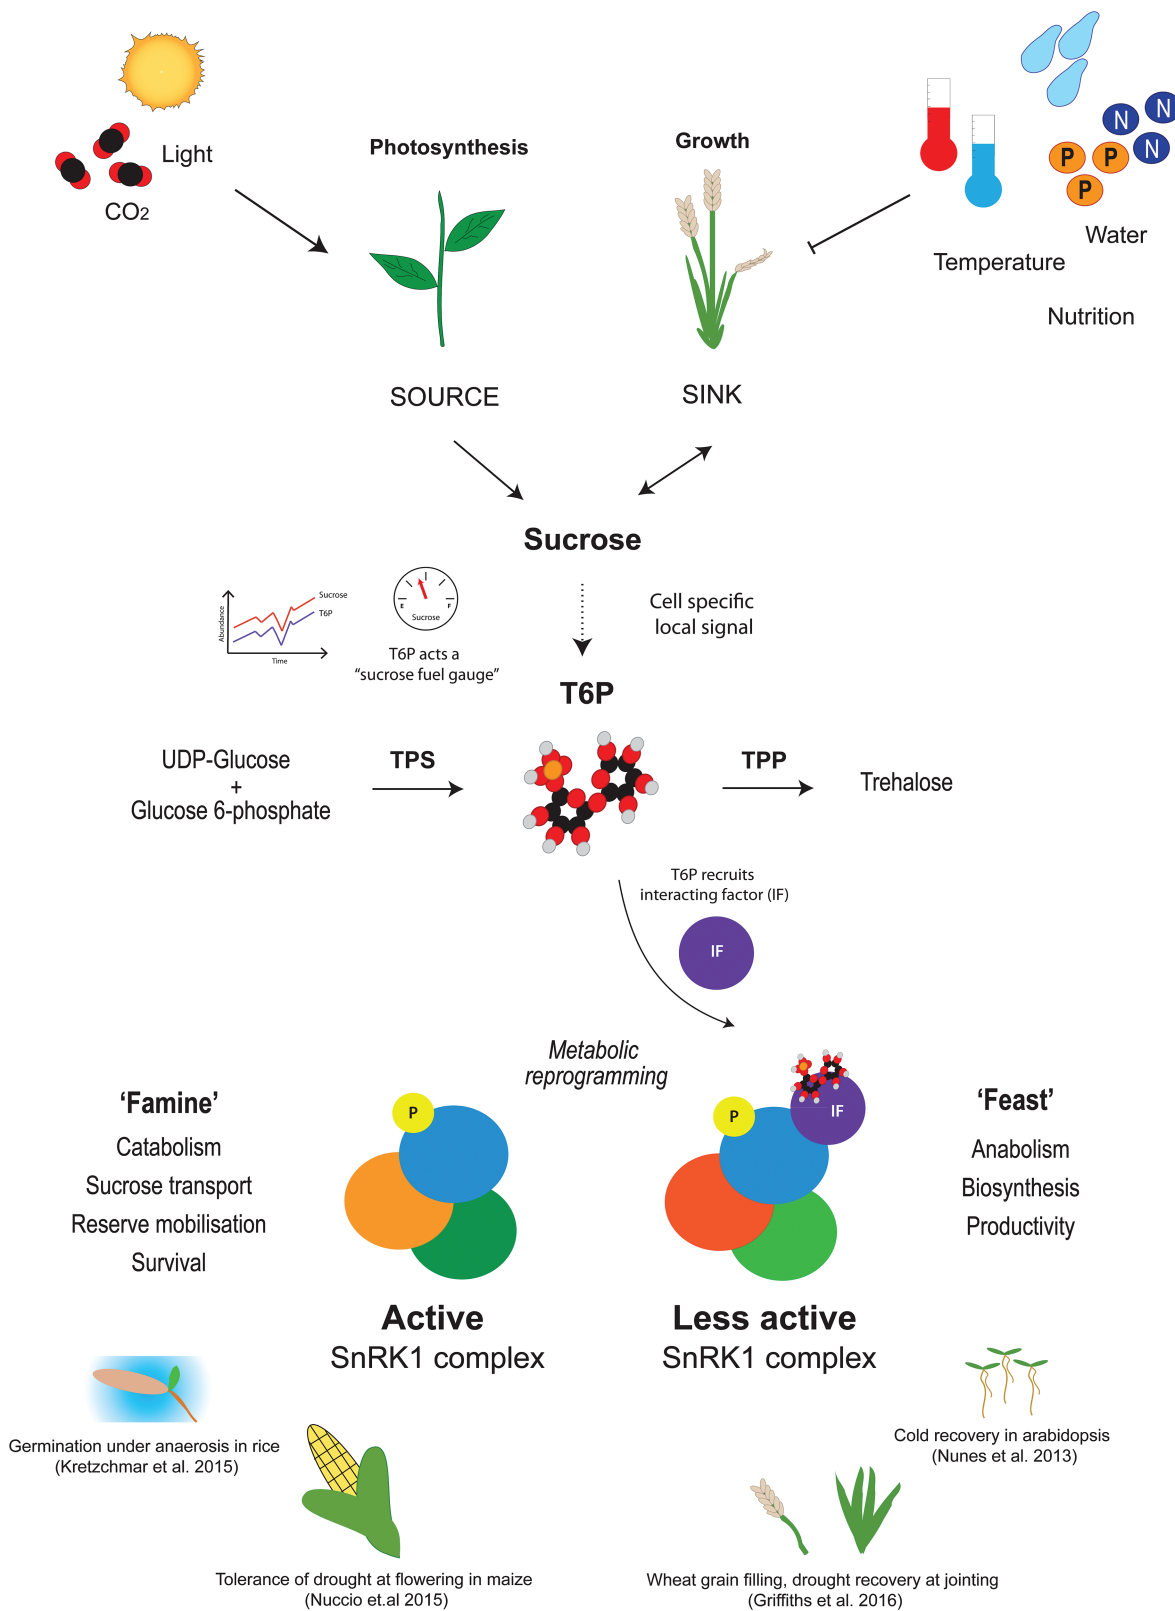 Light
CO2
Photosynthesis
Growth
N
N
N
P
P
P
Water
Temperature
Nutrition
SOURCE
SINK
Sucrose
Abundance
Sucrose
T6P
Time
E
F
Sucrose
T6P acts a
“sucrose fuel gauge”
Cell specific
local signal
T6P
UDP-Glucose
+
Glucose 6-phosphate
TPS
TPP
Trehalose
T6P recruits
interacting factor (IF)
IF
Metabolic
reprogramming
‘Famine’
Catabolism
Sucrose transport
Reserve mobilisation
Survival
P
P
IF
‘Feast’
Anabolism
Biosynthesis
Productivity
Active
SnRK1 complex
Less active
SnRK1 complex
Germination under anaerosis in rice
(Kretzchmar et al. 2015)
Cold recovery in arabidopsis
(Nunes et al. 2013)
Tolerance of drought at flowering in maize
(Nuccio et.al 2015)
Wheat grain filling, drought recovery at jointing
(Griffiths et al. 2016)